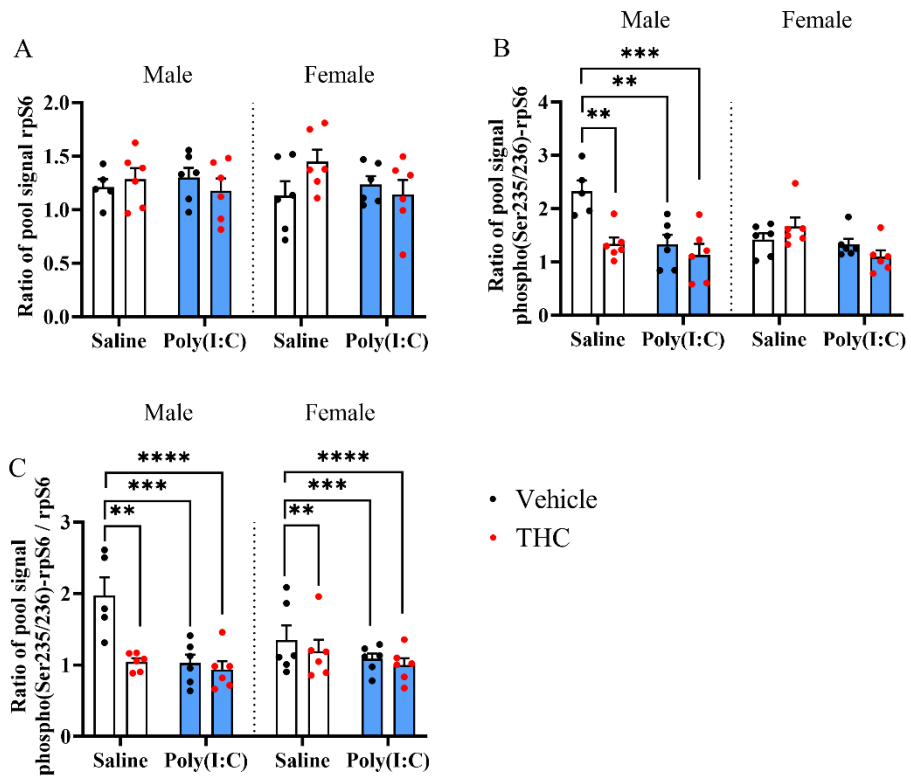 A
Male
Female
Ratio of pool signal rpS6
2.0
1.5
1.0
0.5
0.0
Saline
Poly(I:C)
Saline
Poly(I:C)
B
Male
Female
Ratio of pool signal
phospho(Ser235/236)-rpS6
4
3
2
1
0
***
**
**
Saline
Poly(I:C)
Saline
Poly(I:C)
C
Male
Female
Ratio of pool signal
phospho(Ser235/236)-rpS6 / rpS6
3
2
1
0
****
***
**
****
***
**
Saline
Poly(I:C)
Saline
Poly(I:C)
Vehicle
THC